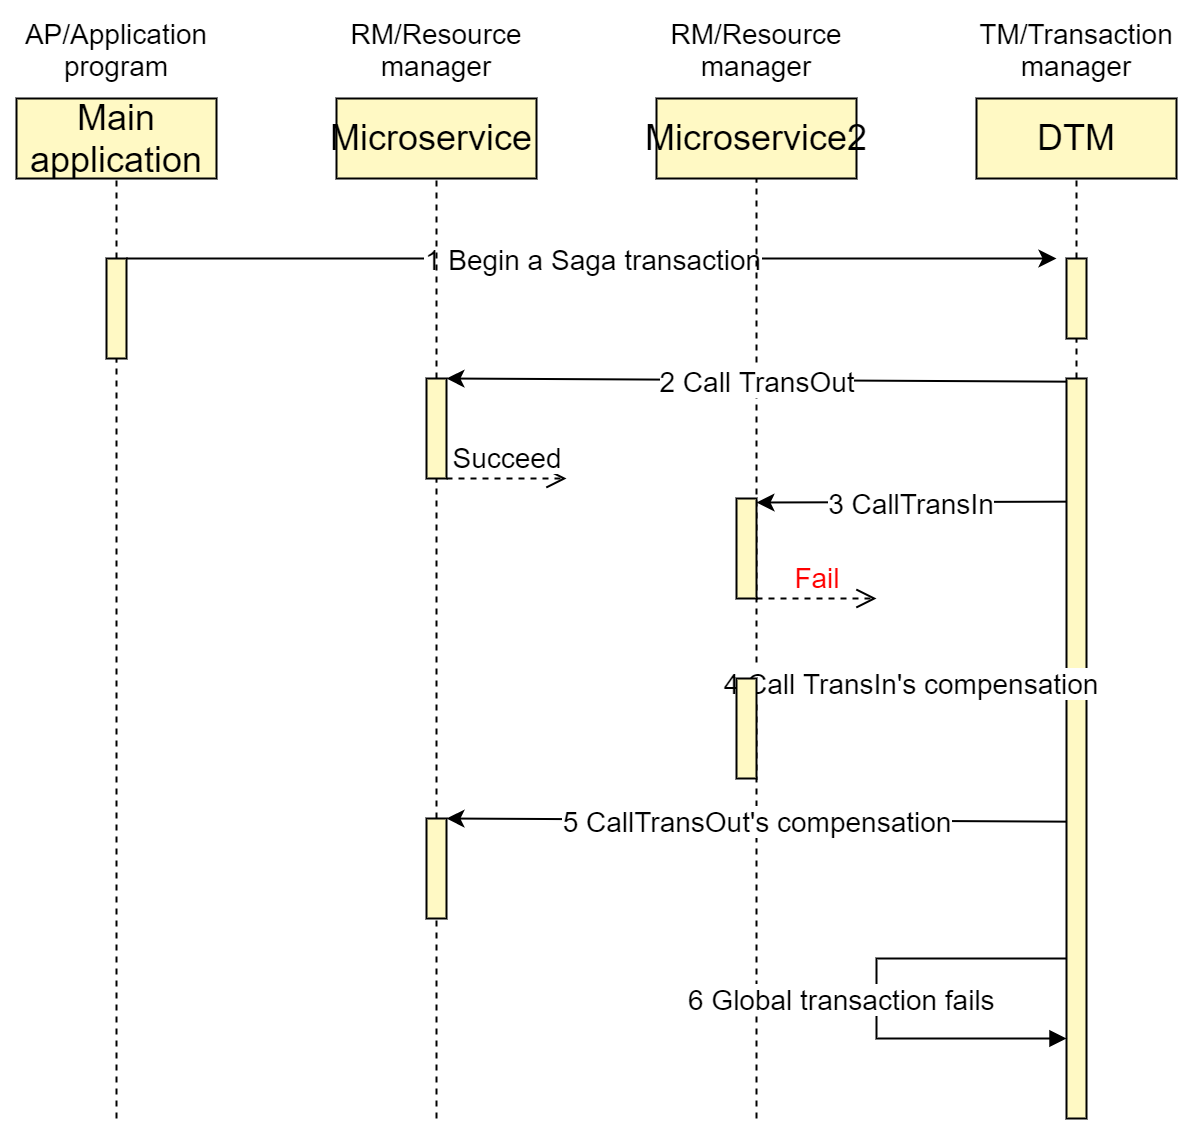 AP/Application
program
RM/Resource
manager
RM/Resource
manager
TM/Transaction
manager
Main
application
Microservice
Microservice2
DTM
1 Begin a Saga transaction
2 Call TransOut
Succeed
3 CallTransIn
Fail
4 Call TransIn's compensation
5 CallTransOut's compensation
6 Global transaction fails